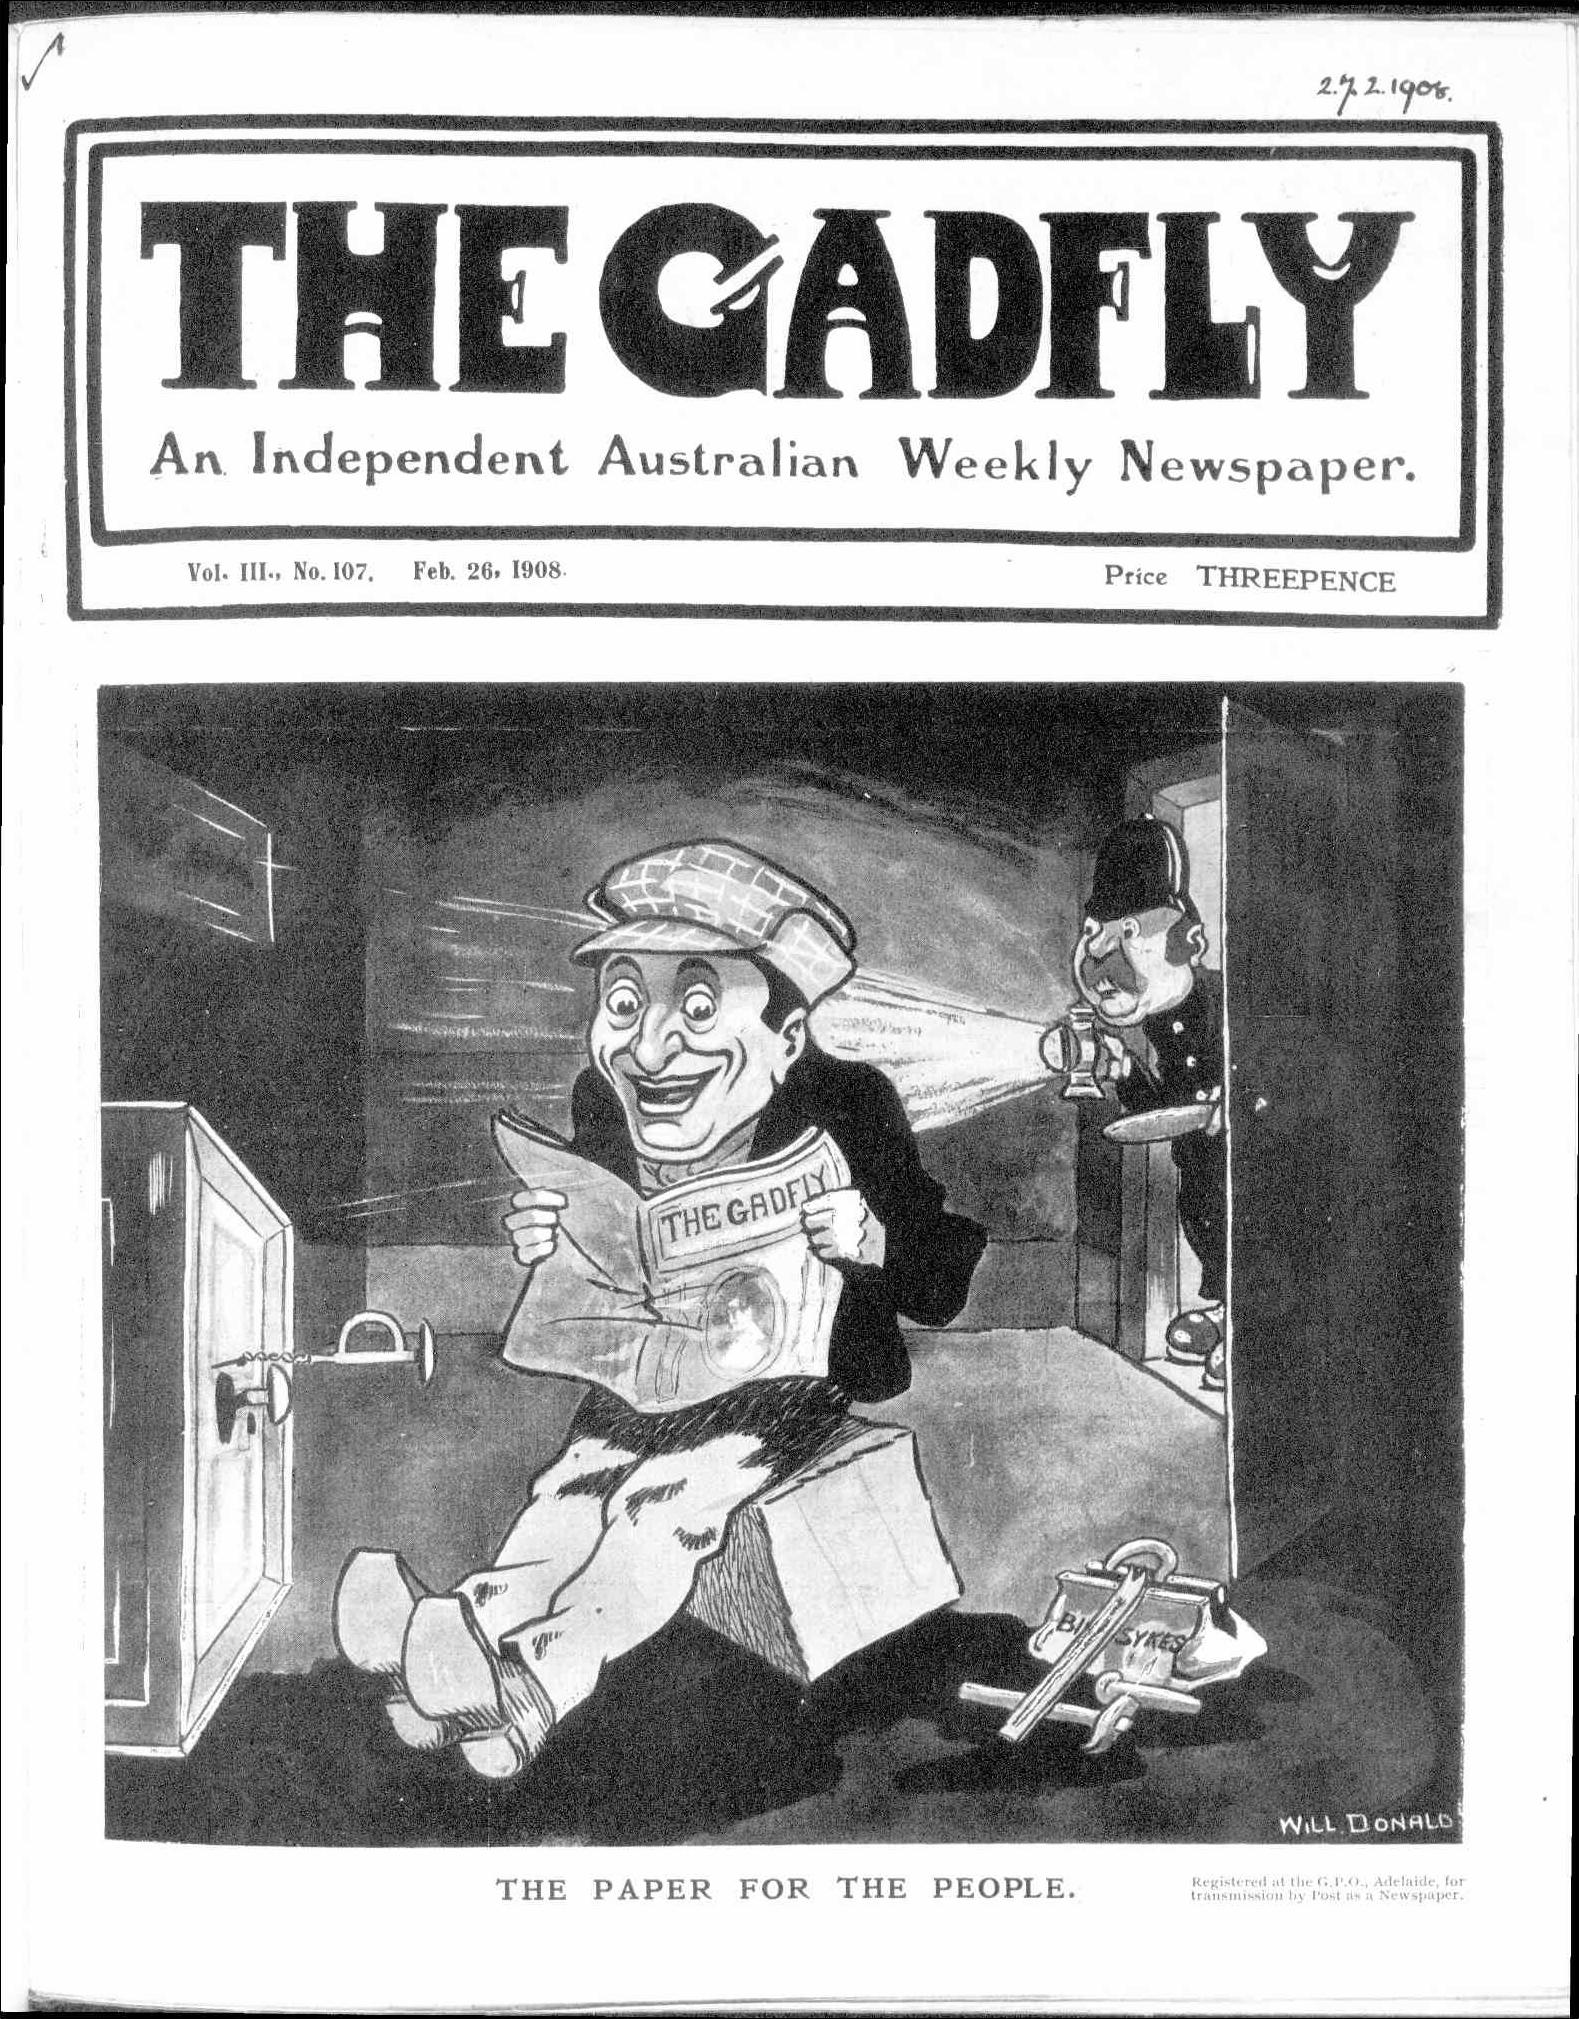 27.2.1908.
THE GADFLY
An Independent Australian Weekly Newspaper.
Vol. III., No. 107. Feb. 26, 1908.
Price THREEPENCE
THE GADFLY
BILL SYKES
WILL. DONALD
THE PAPER FOR THE PEOPLE.
Registered at the G.P.O., Adelaide, for
transmission by Post as a Newspaper.